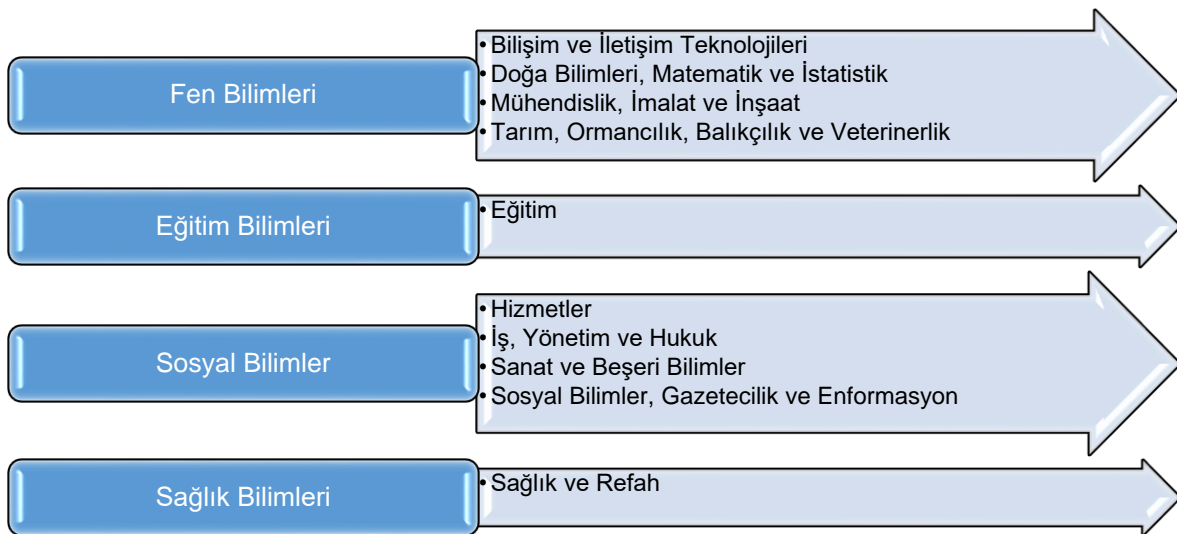 Fen Bilimleri
• Bilişim ve İletişim Teknolojileri
• Doğa Bilimleri, Matematik ve İstatistik
• Mühendislik, İmalat ve İnşaat
• Tarım, Ormancılık, Balıkçılık ve Veterinerlik
Eğitim Bilimleri
• Eğitim
Sosyal Bilimler
• Hizmetler
• İş, Yönetim ve Hukuk
• Sanat ve Beşeri Bilimler
• Sosyal Bilimler, Gazetecilik ve Enformasyon
Sağlık Bilimleri
• Sağlık ve Refah